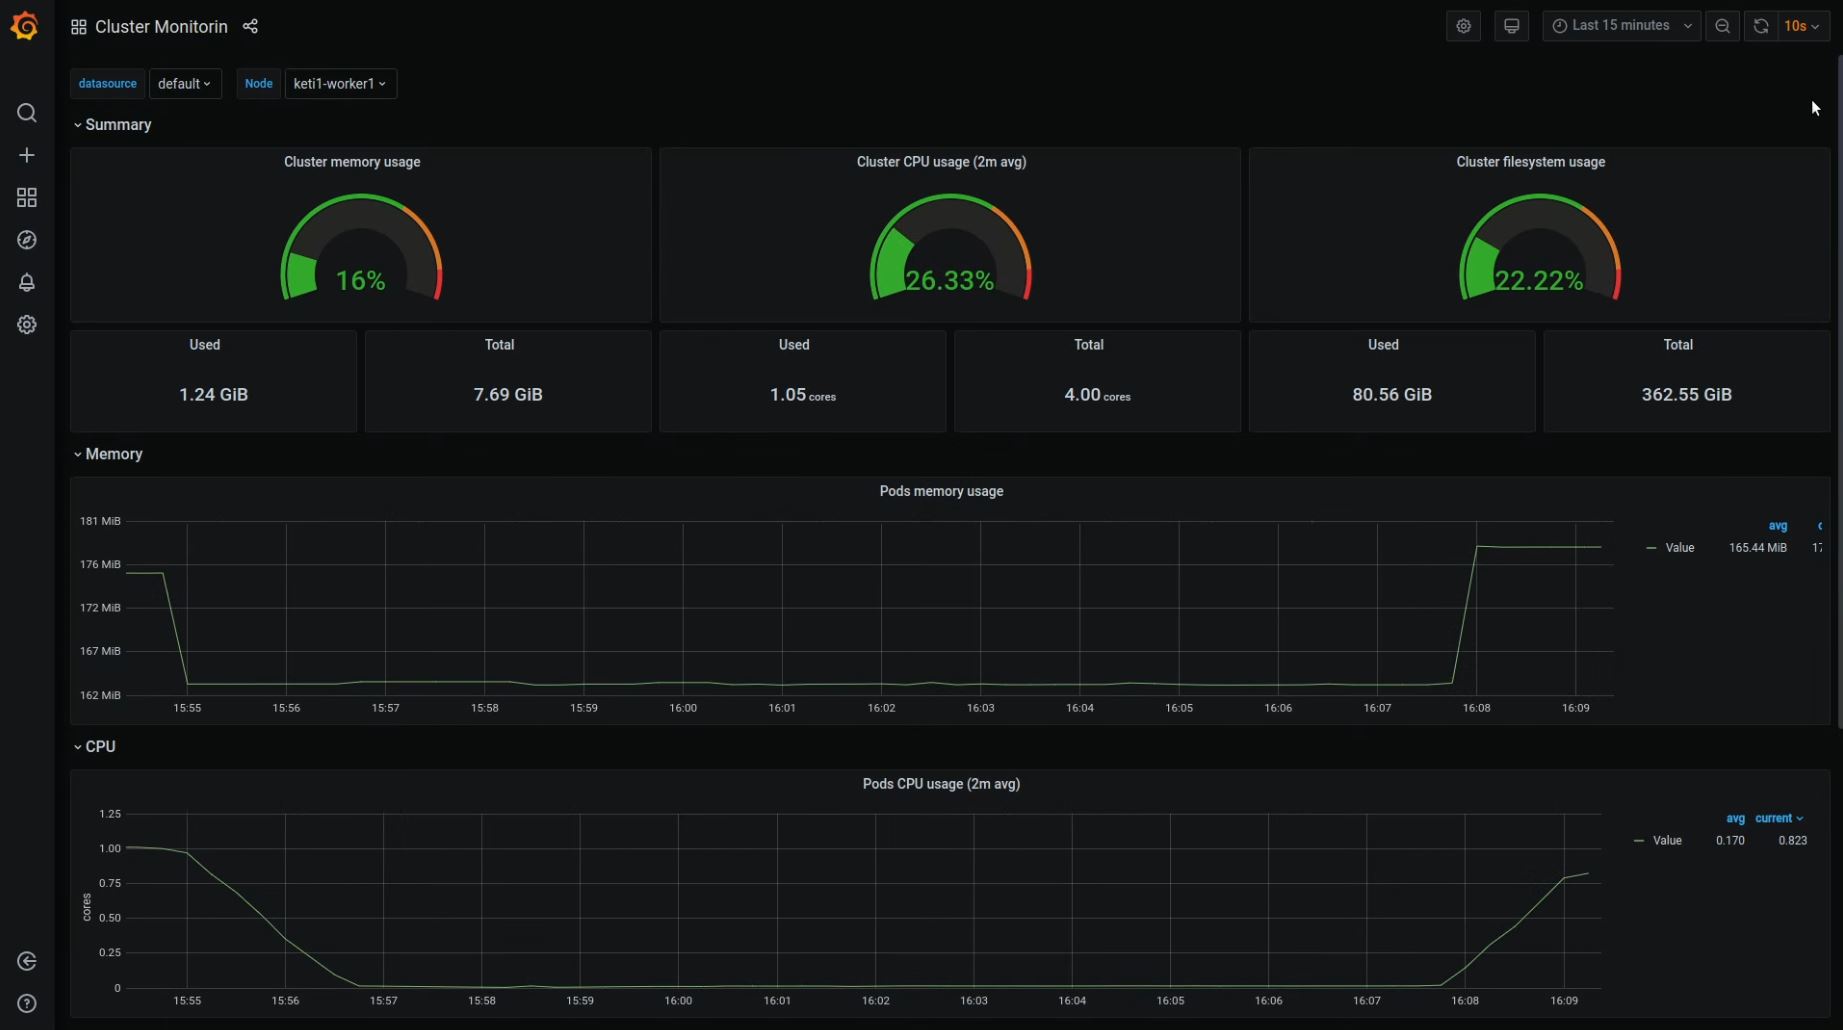 Cluster Monitorin
Last 15 minutes
10s
datasource default Node keti1-worker1
Summary
Cluster memory usage
16%
Cluster CPU usage (2m avg)
26.33%
Cluster filesystem usage
22.22%
Used
1.24 GiB
Total
7.69 GiB
Used
1.05 cores
Total
4.00 cores
Used
80.56 GiB
Total
362.55 GiB
Memory
Pods memory usage
181 MiB
176 MiB
172 MiB
167 MiB
162 MiB
15:55 15:56 15:57 15:58 15:59 16:00 16:01 16:02 16:03 16:04 16:05 16:06 16:07 16:08 16:09
avg
Value 165.44 MiB
CPU
Pods CPU usage (2m avg)
cores
1.25
1.00
0.75
0.50
0.25
0
15:55 15:56 15:57 15:58 15:59 16:00 16:01 16:02 16:03 16:04 16:05 16:06 16:07 16:08 16:09
avg current
Value 0.170 0.823